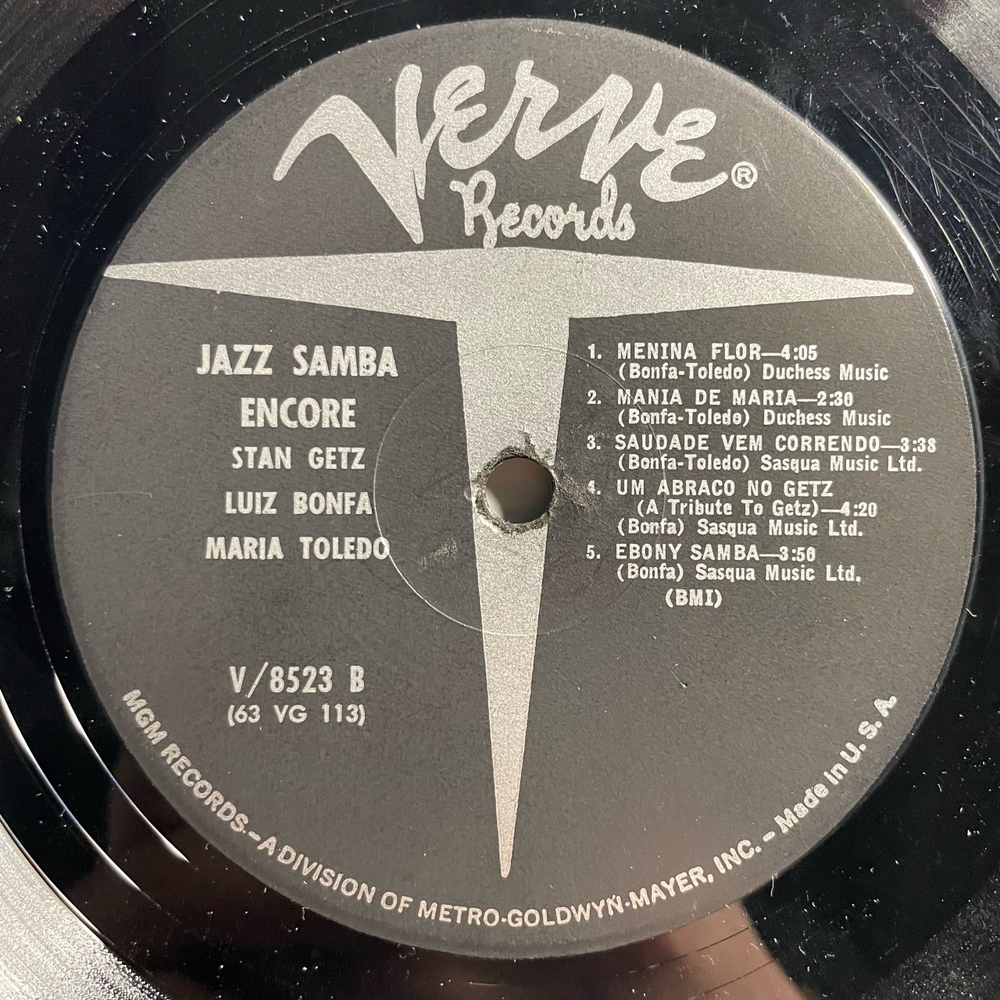 VERVE®
Records
JAZZ SAMBA
ENCORE
STAN GETZ
LUIZ BONFA
MARIA TOLEDO
V/8523 B
(63 VG 113)
1. MENINA FLOR—4:05
(Bonfa-Toledo) Duchess Music
2. MANIA DE MARIA—2:30
(Bonfa-Toledo) Duchess Music
3. SAUDADE VEM CORRENDO—3:38
(Bonfa-Toledo) Sasqua Music Ltd.
4. UM ABRACO NO GETZ
(A Tribute To Getz)—4:20
(Bonfa) Sasqua Music Ltd.
5. EBONY SAMBA—3:50
(Bonfa) Sasqua Music Ltd.
(BMI)
MGM RECORDS—A DIVISION OF METRO-GOLDWYN-MAYER, INC. – Made in U. S. A.